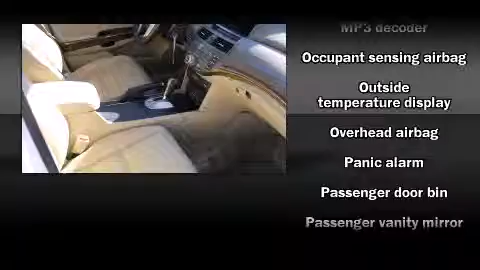 MP3 decoder
Occupant sensing airbag
Outside
temperature display
Overhead airbag
Panic alarm
Passenger door bin
Passenger vanity mirror